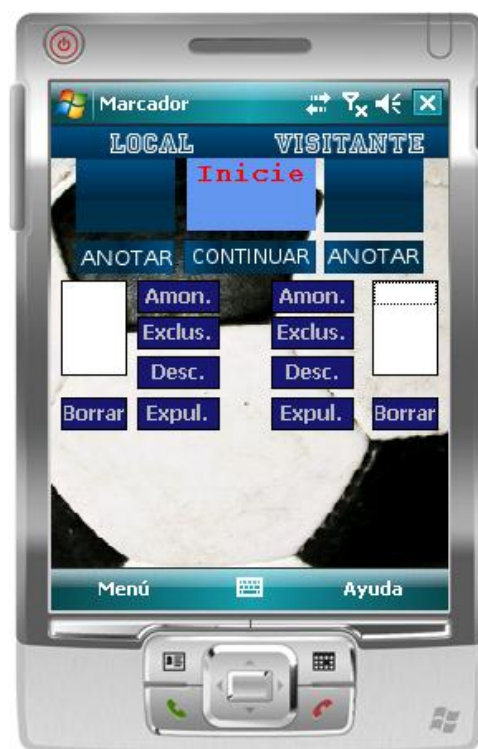 Marcador
LOCAL VISITANTE
Inicie
ANOTAR CONTINUAR ANOTAR
Amon. Amon.
Exclus. Exclus.
Desc. Desc.
Borrar Expul. Expul. Borrar
Menú Ayuda